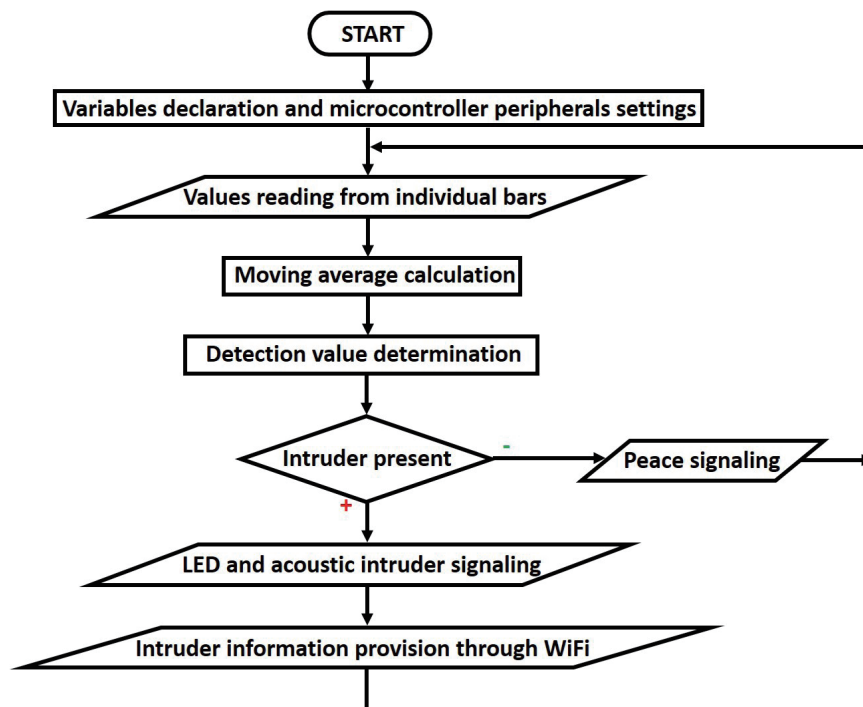 START
Variables declaration and microcontroller peripherals settings
Values reading from individual bars
Moving average calculation
Detection value determination
Intruder present
-
Peace signaling
+
LED and acoustic intruder signaling
Intruder information provision through WiFi